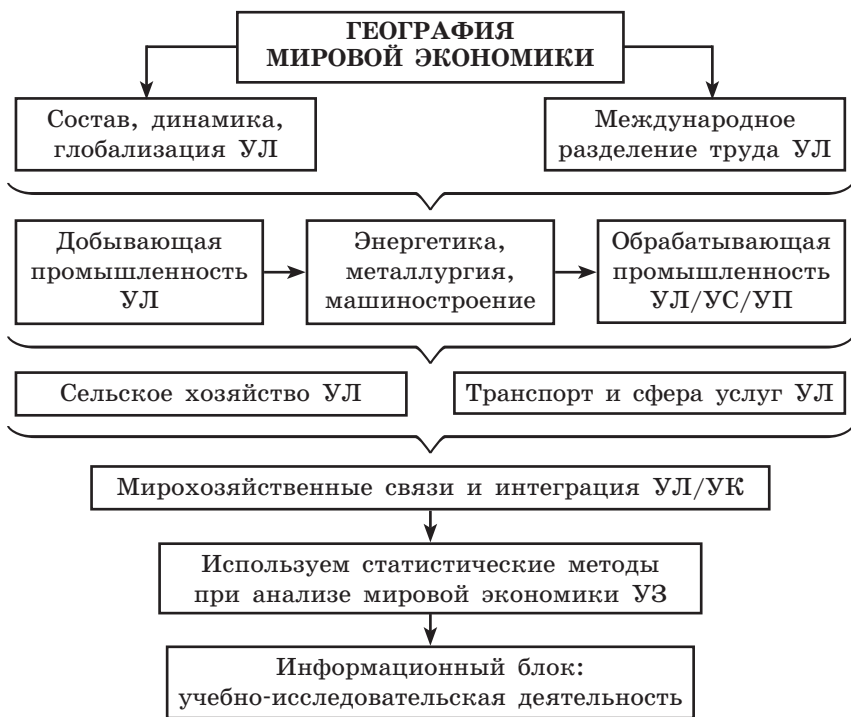 ГЕОГРАФИЯ
МИРОВОЙ ЭКОНОМИКИ
Состав, динамика,
глобализация УЛ
Международное
разделение труда УЛ
Добывающая
промышленность
УЛ
Энергетика,
металлургия,
машиностроение
Обрабатывающая
промышленность
УЛ/УС/УП
Сельское хозяйство УЛ
Транспорт и сфера услуг УЛ
Мирохозяйственные связи и интеграция УЛ/УК
Используем статистические методы
при анализе мировой экономики УЗ
Информационный блок:
учебно-исследовательская деятельность